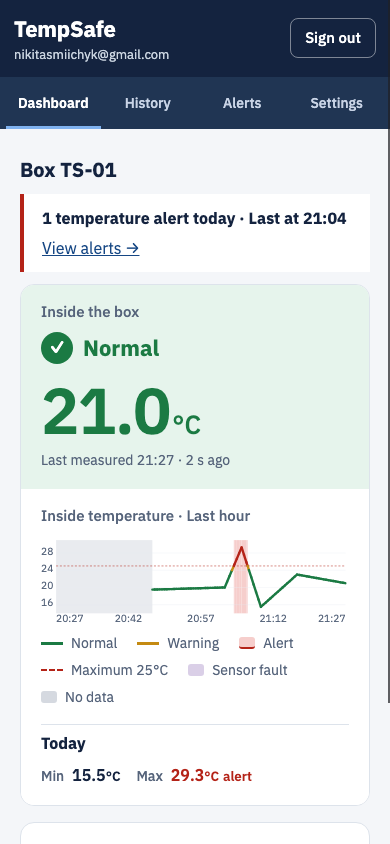 TempSafe
nikitasmiichyk@gmail.com
Sign out
Dashboard History Alerts Settings
Box TS-01
1 temperature alert today · Last at 21:04
View alerts →
Inside the box
Normal
21.0°C
Last measured 21:27 · 2 s ago
Inside temperature · Last hour
28
24
20
16
20:27 20:42 20:57 21:12 21:27
Normal Warning Alert
Maximum 25°C Sensor fault
No data
Today
Min 15.5°C Max 29.3°C alert